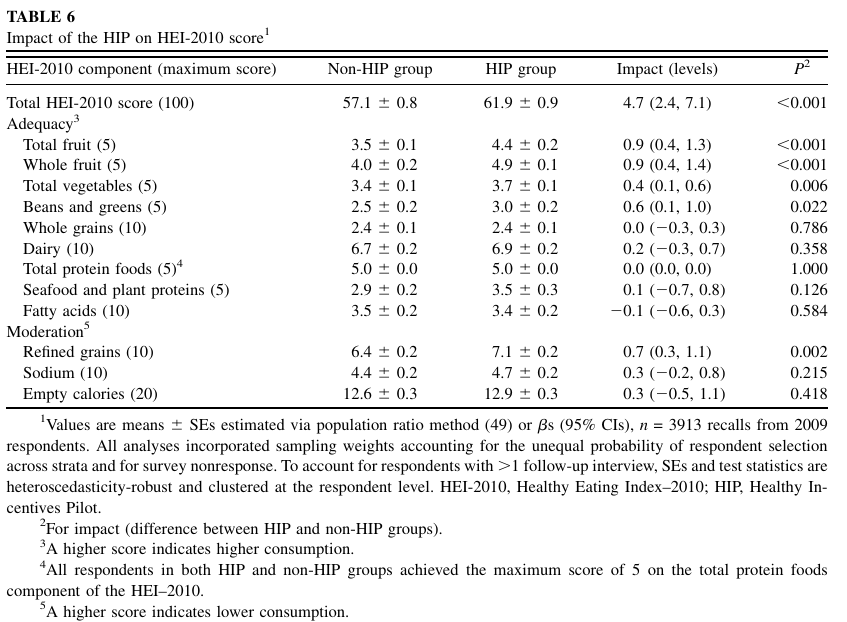 TABLE 6
Impact of the HIP on HEI-2010 score1
HEI-2010 component (maximum score) Non-HIP group HIP group Impact (levels) P2
Total HEI-2010 score (100) 57.1 ± 0.8 61.9 ± 0.9 4.7 (2.4, 7.1) <0.001
Adequacy3
Total fruit (5) 3.5 ± 0.1 4.4 ± 0.2 0.9 (0.4, 1.3) <0.001
Whole fruit (5) 4.0 ± 0.2 4.9 ± 0.1 0.9 (0.4, 1.4) <0.001
Total vegetables (5) 3.4 ± 0.1 3.7 ± 0.1 0.4 (0.1, 0.6) 0.006
Beans and greens (5) 2.5 ± 0.2 3.0 ± 0.2 0.6 (0.1, 1.0) 0.022
Whole grains (10) 2.4 ± 0.1 2.4 ± 0.1 0.0 (−0.3, 0.3) 0.786
Dairy (10) 6.7 ± 0.2 6.9 ± 0.2 0.2 (−0.3, 0.7) 0.358
Total protein foods (5)4 5.0 ± 0.0 5.0 ± 0.0 0.0 (0.0, 0.0) 1.000
Seafood and plant proteins (5) 2.9 ± 0.2 3.5 ± 0.3 0.1 (−0.7, 0.8) 0.126
Fatty acids (10) 3.5 ± 0.2 3.4 ± 0.2 −0.1 (−0.6, 0.3) 0.584
Moderation5
Refined grains (10) 6.4 ± 0.2 7.1 ± 0.2 0.7 (0.3, 1.1) 0.002
Sodium (10) 4.4 ± 0.2 4.7 ± 0.2 0.3 (−0.2, 0.8) 0.215
Empty calories (20) 12.6 ± 0.3 12.9 ± 0.3 0.3 (−0.5, 1.1) 0.418
1Values are means ± SEs estimated via population ratio method (49) or βs (95% CIs), n = 3913 recalls from 2009
respondents. All analyses incorporated sampling weights accounting for the unequal probability of respondent selection
across strata and for survey nonresponse. To account for respondents with >1 follow-up interview, SEs and test statistics are
heteroscedasticity-robust and clustered at the respondent level. HEI-2010, Healthy Eating Index–2010; HIP, Healthy In-
centives Pilot.
2For impact (difference between HIP and non-HIP groups).
3A higher score indicates higher consumption.
4All respondents in both HIP and non-HIP groups achieved the maximum score of 5 on the total protein foods
component of the HEI–2010.
5A higher score indicates lower consumption.